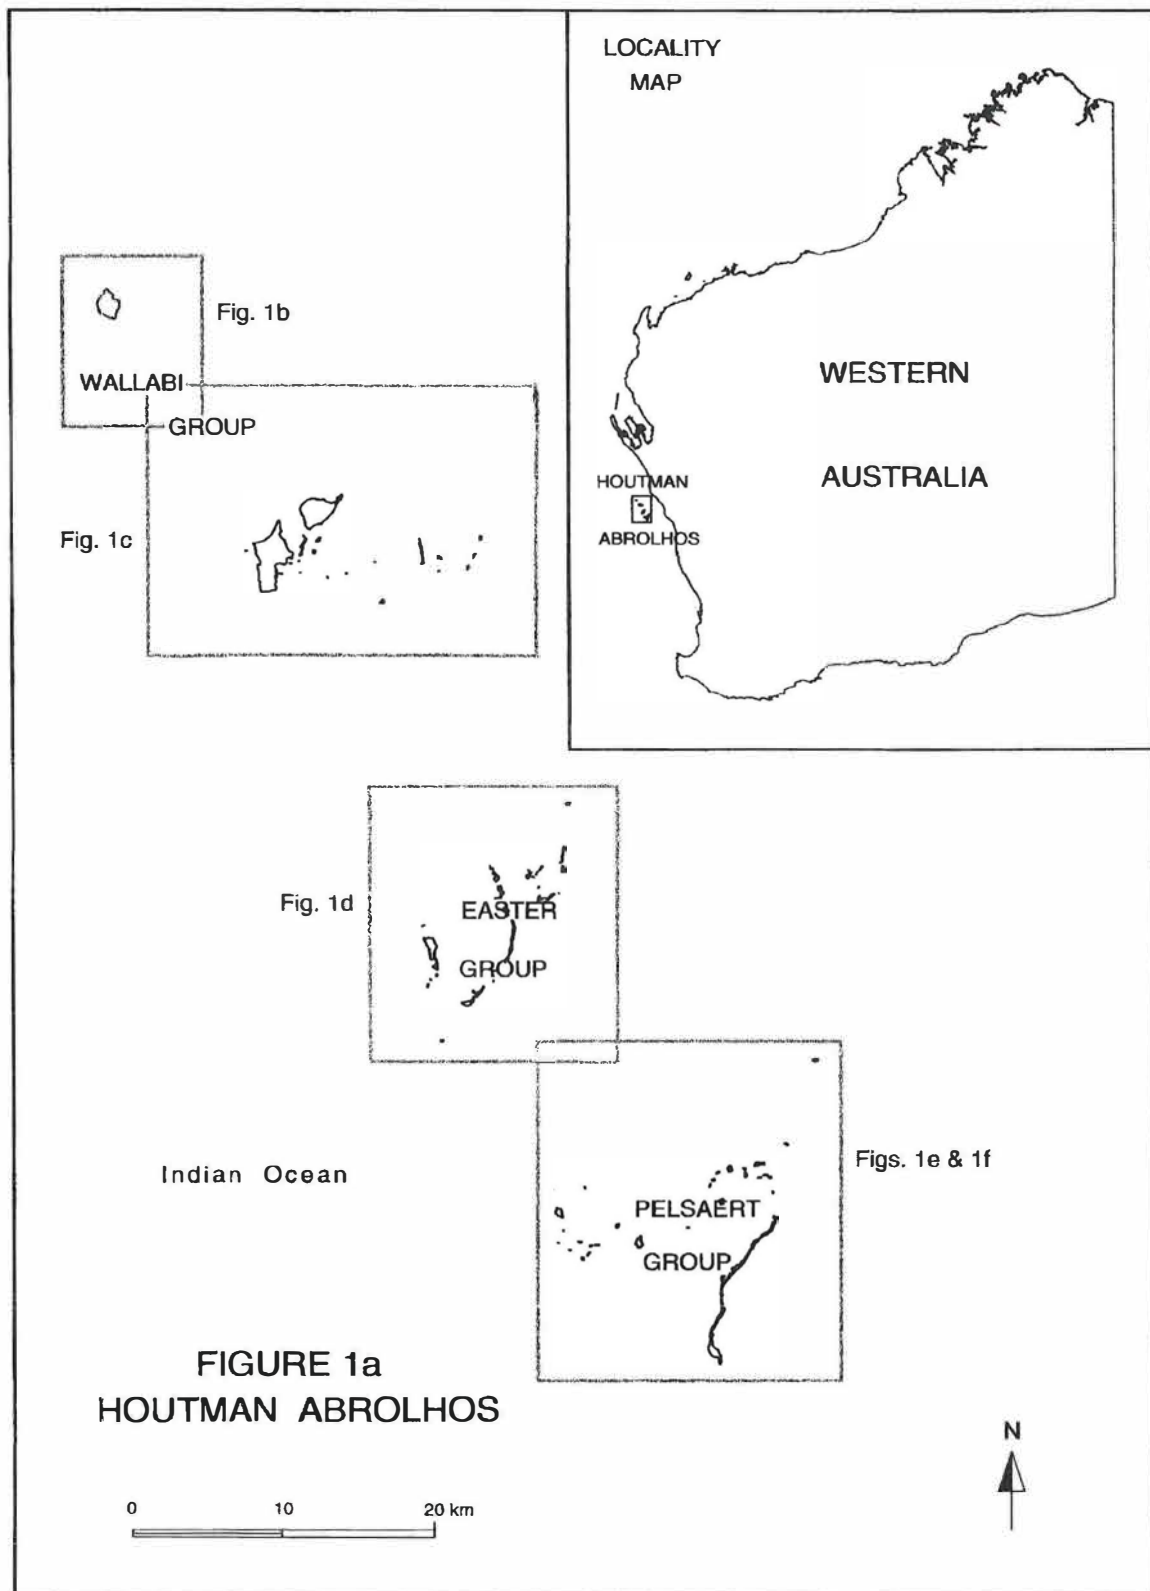 LOCALITY
MAP
Fig. 1b
WALLABI
GROUP
Fig. 1c
WESTERN
AUSTRALIA
HOUTMAN
ABROLHOS
Fig. 1d
EASTER
GROUP
Indian Ocean
Figs. 1e & 1f
PELSAERT
GROUP
FIGURE 1a
HOUTMAN ABROLHOS
N
0 10 20 km